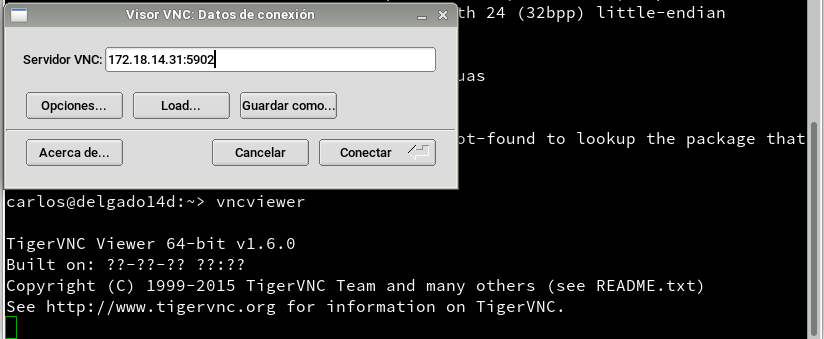 Visor VNC: Datos de conexión
th 24 (32bpp) little-endian
Servidor VNC: 172.18.14.31:5902
uas
Opciones... Load... Guardar como...
ot-found to lookup the package that
Acerca de... Cancelar Conectar
carlos@delgado14d:~> vncviewer
TigerVNC Viewer 64-bit v1.6.0
Built on: ??-??-?? ??:??
Copyright (C) 1999-2015 TigerVNC Team and many others (see README.txt)
See http://www.tigervnc.org for information on TigerVNC.